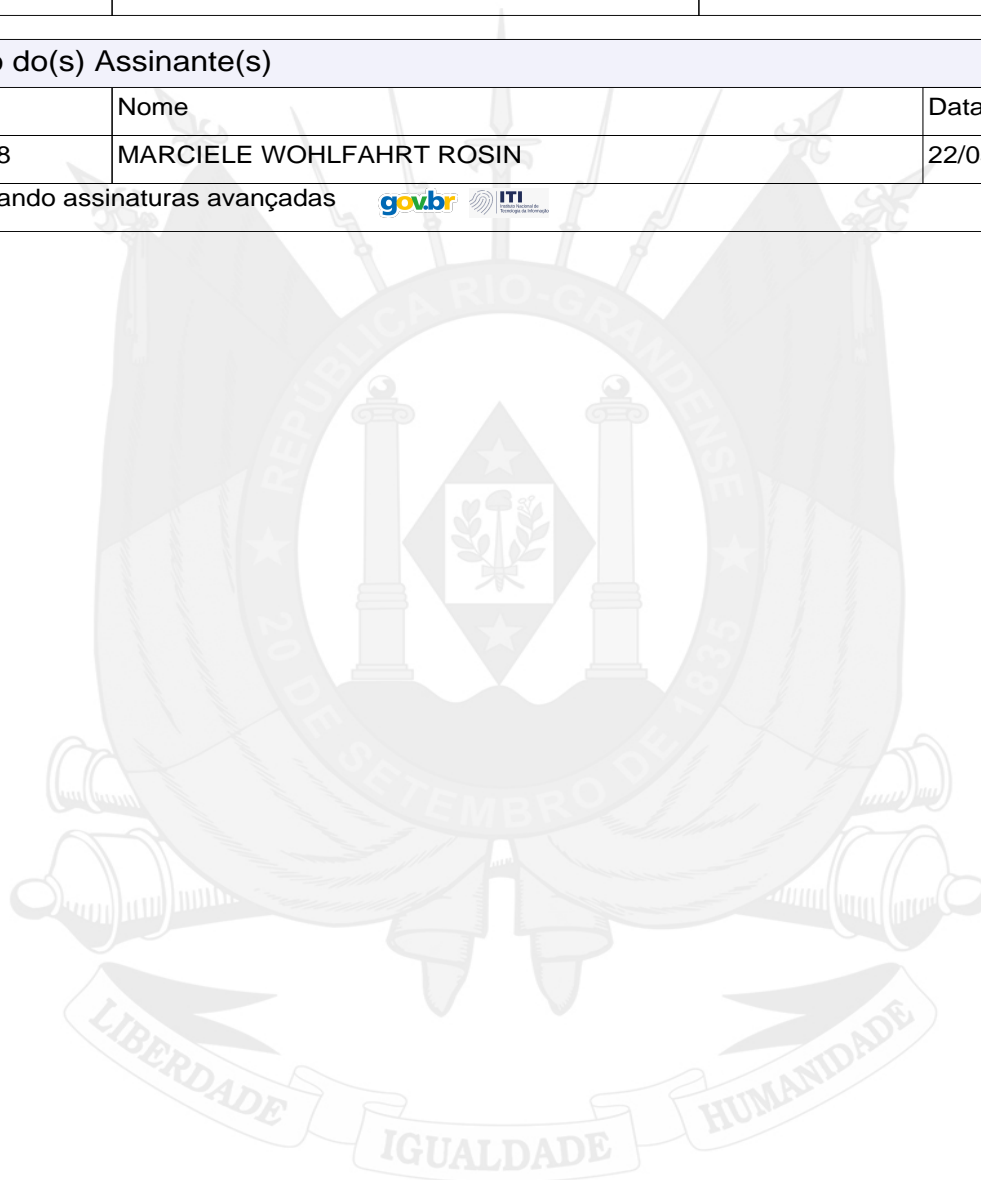 do(s) Assinante(s)
Nome Data
8 MARCIELE WOHLFAHRT ROSIN 22/0
ando assinaturas avançadas gov.br ITI
REPÚBLICA RIO-GRANDENSE
20 DE SETEMBRO DE 1835
LIBERDADE IGUALDADE HUMANIDADE